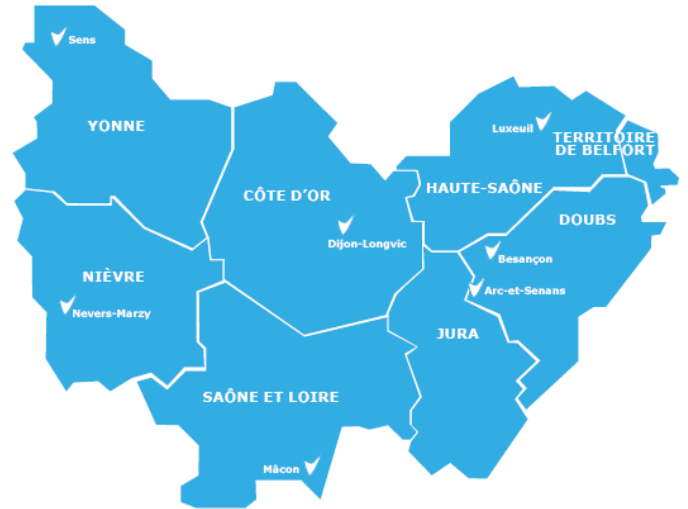 Sens
YONNE
Luxeuil
TERRITOIRE
DE BELFORT
HAUTE-SAÔNE
CÔTE D'OR
DOUBS
Dijon-Longvic
Besançon
NIÈVRE
Arc-et-Senans
Nevers-Marzy
JURA
SAÔNE ET LOIRE
Mâcon